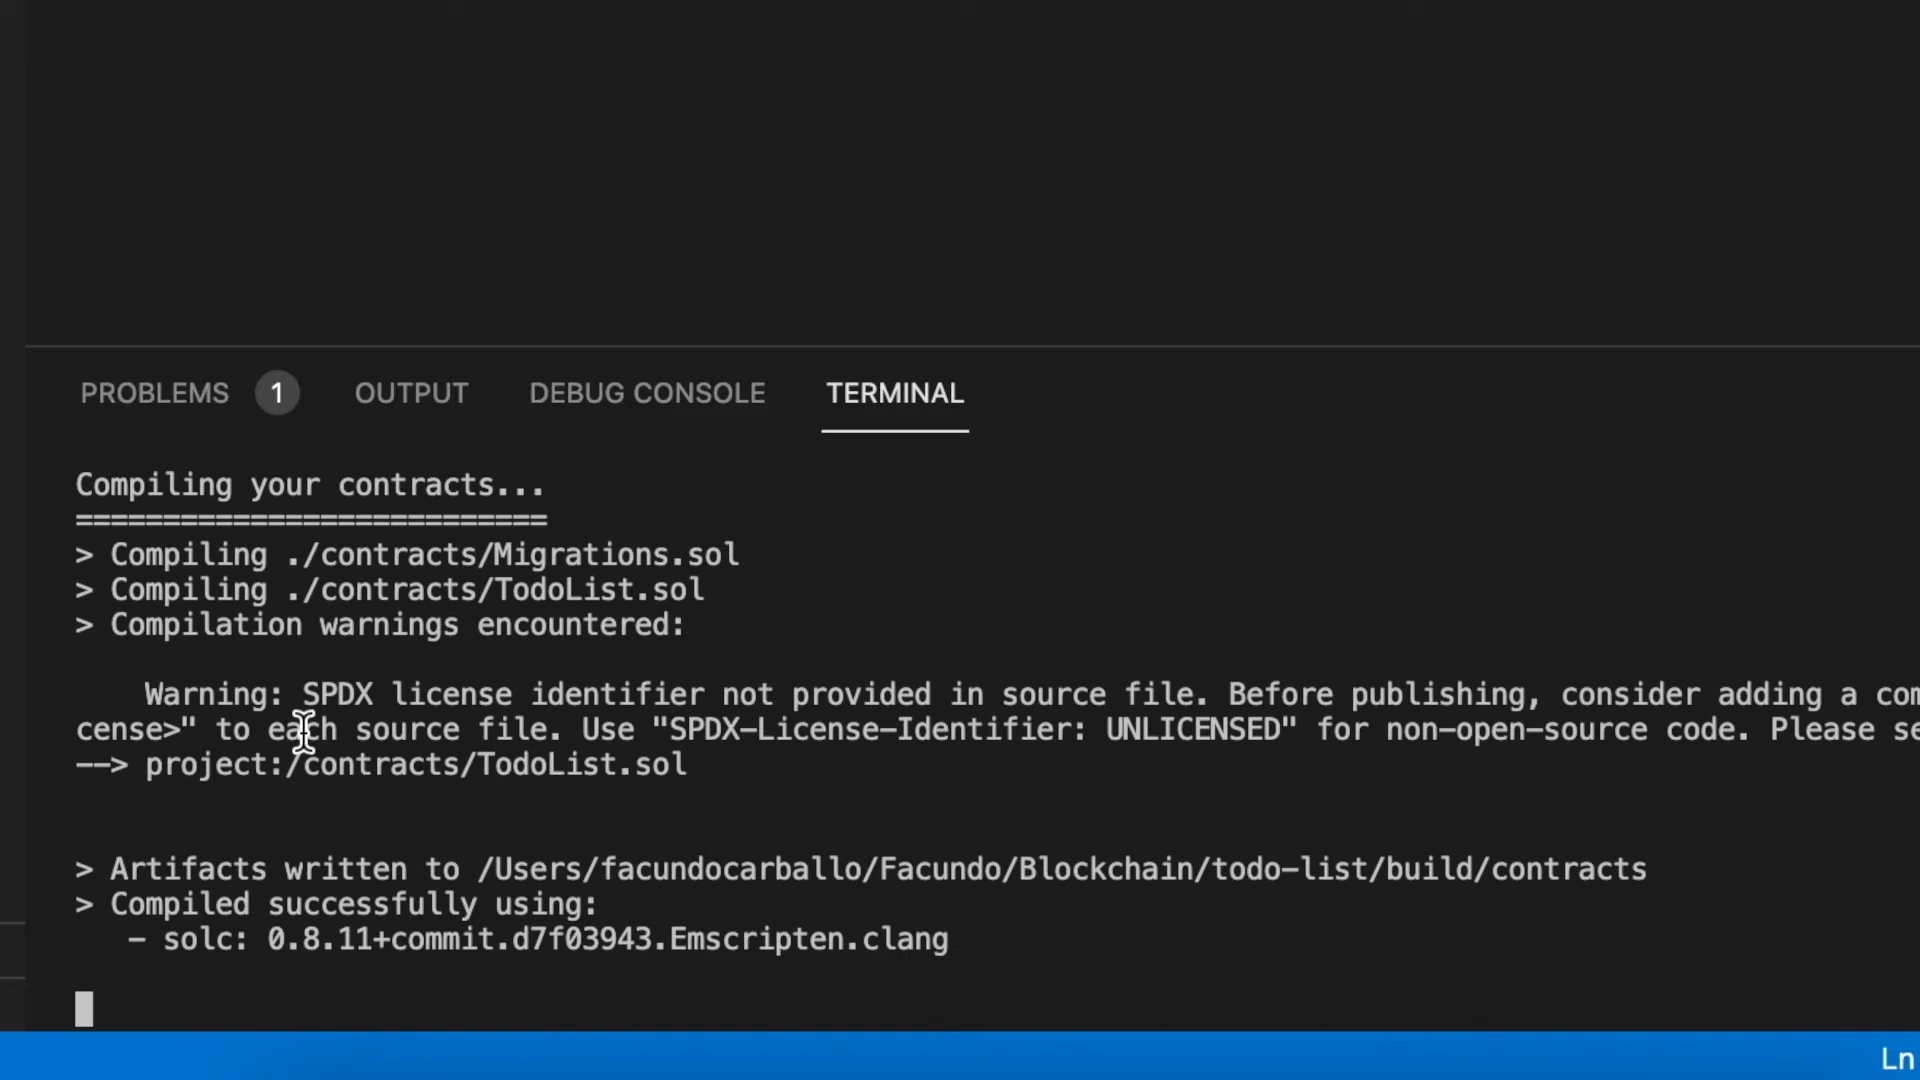 PROBLEMS 1 OUTPUT DEBUG CONSOLE TERMINAL
Compiling your contracts...
===========================
> Compiling ./contracts/Migrations.sol
> Compiling ./contracts/TodoList.sol
> Compilation warnings encountered:
Warning: SPDX license identifier not provided in source file. Before publishing, consider adding a com
cense>" to each source file. Use "SPDX-License-Identifier: UNLICENSED" for non-open-source code. Please se
--> project:/contracts/TodoList.sol
> Artifacts written to /Users/facundocarballo/Facundo/Blockchain/todo-list/build/contracts
> Compiled successfully using:
- solc: 0.8.11+commit.d7f03943.Emscripten.clang
Ln